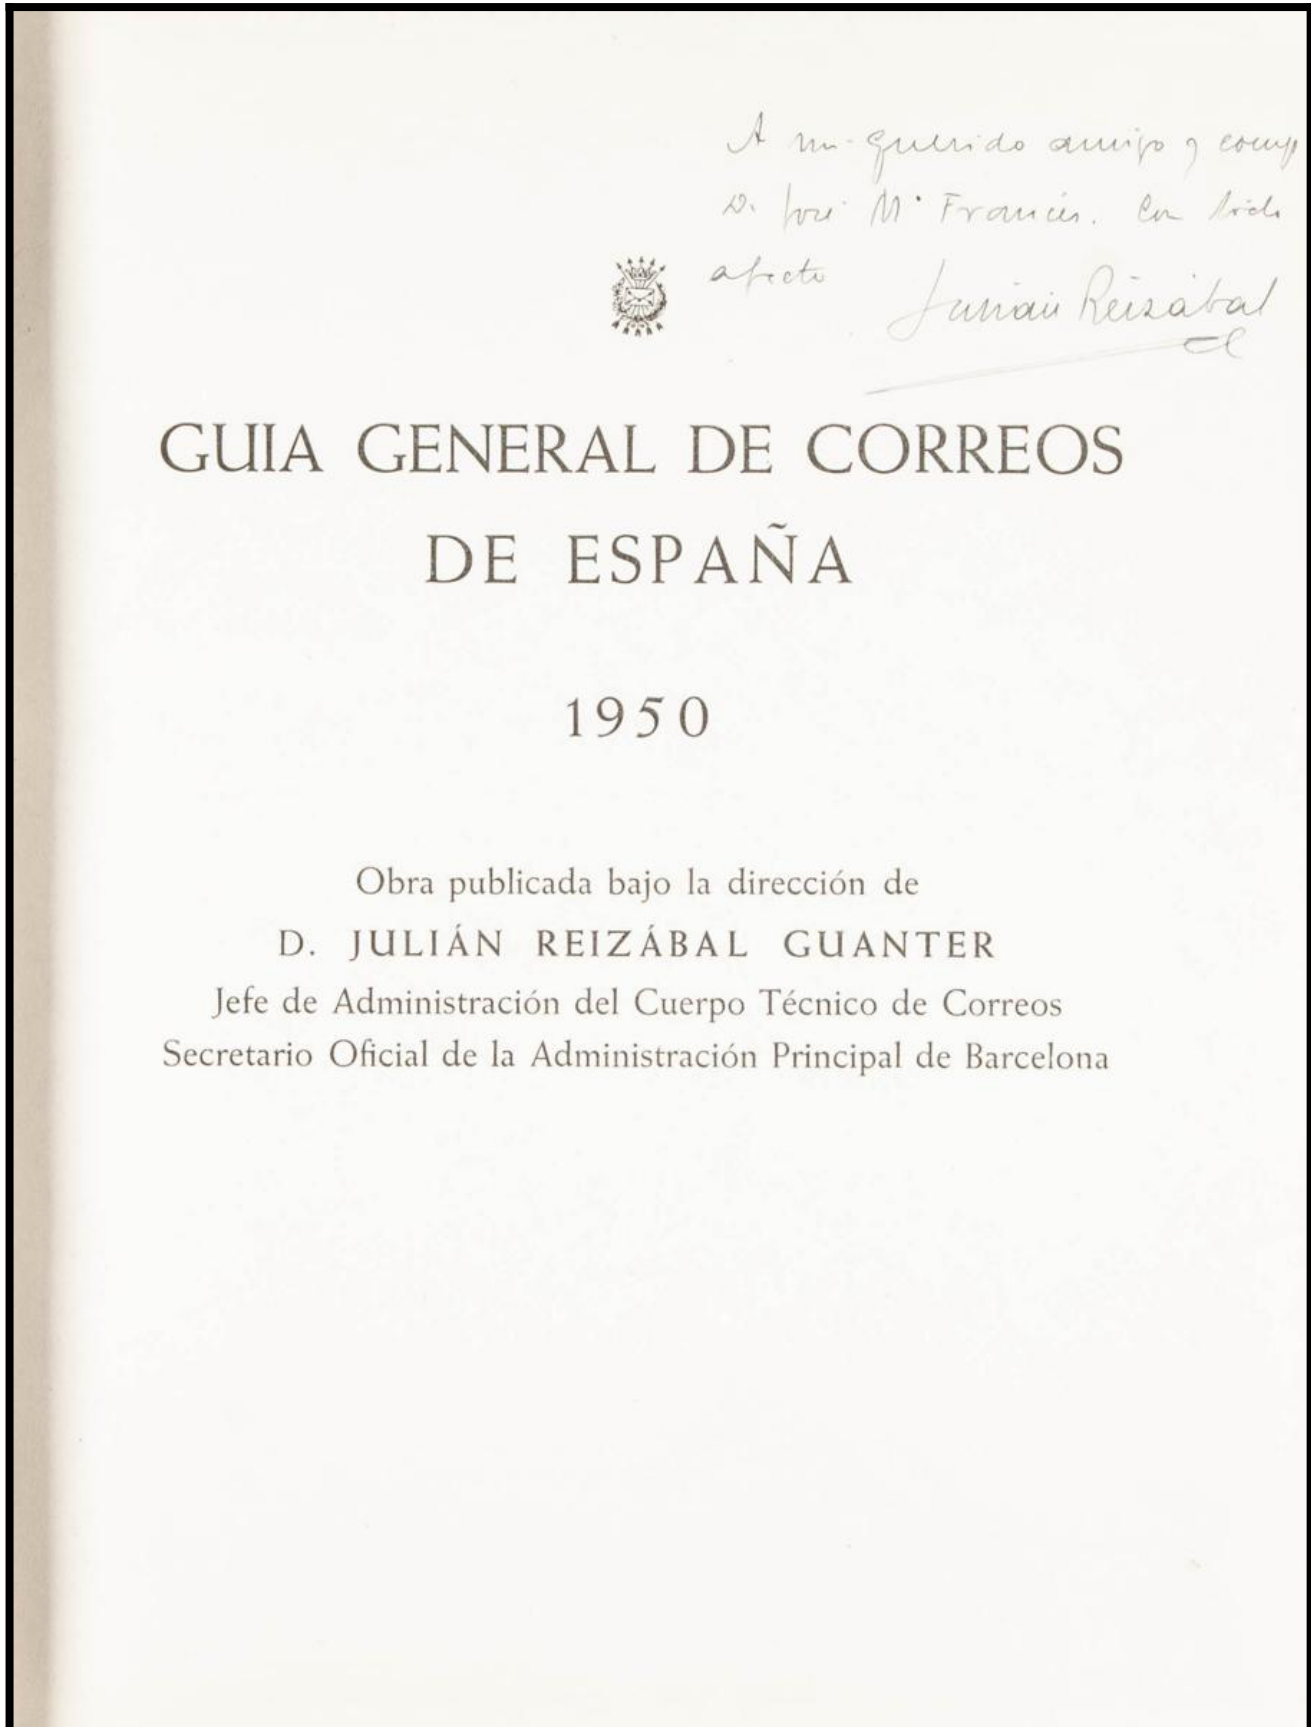 A mi querido amigo y comp
D. José Mª Francés. Con todo
afecto Julián Reizábal
GUIA GENERAL DE CORREOS
DE ESPAÑA
1950
Obra publicada bajo la dirección de
D. JULIÁN REIZÁBAL GUANTER
Jefe de Administración del Cuerpo Técnico de Correos
Secretario Oficial de la Administración Principal de Barcelona